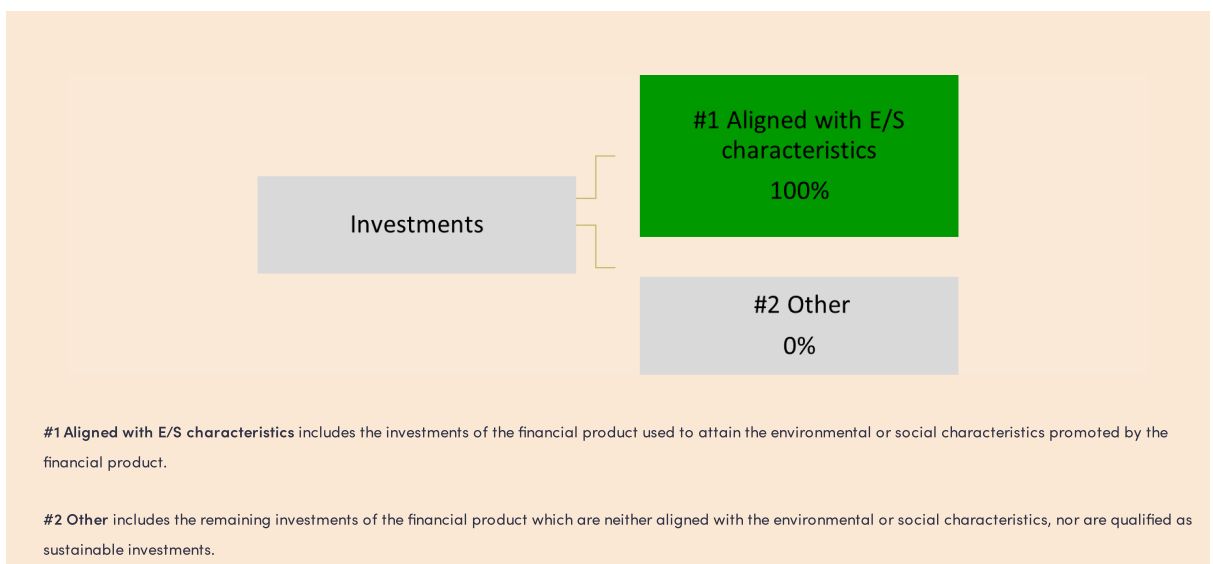 #1 Aligned with E/S
characteristics
100%
Investments
#2 Other
0%
#1 Aligned with E/S characteristics includes the investments of the financial product used to attain the environmental or social characteristics promoted by the
financial product.
#2 Other includes the remaining investments of the financial product which are neither aligned with the environmental or social characteristics, nor are qualified as
sustainable investments.